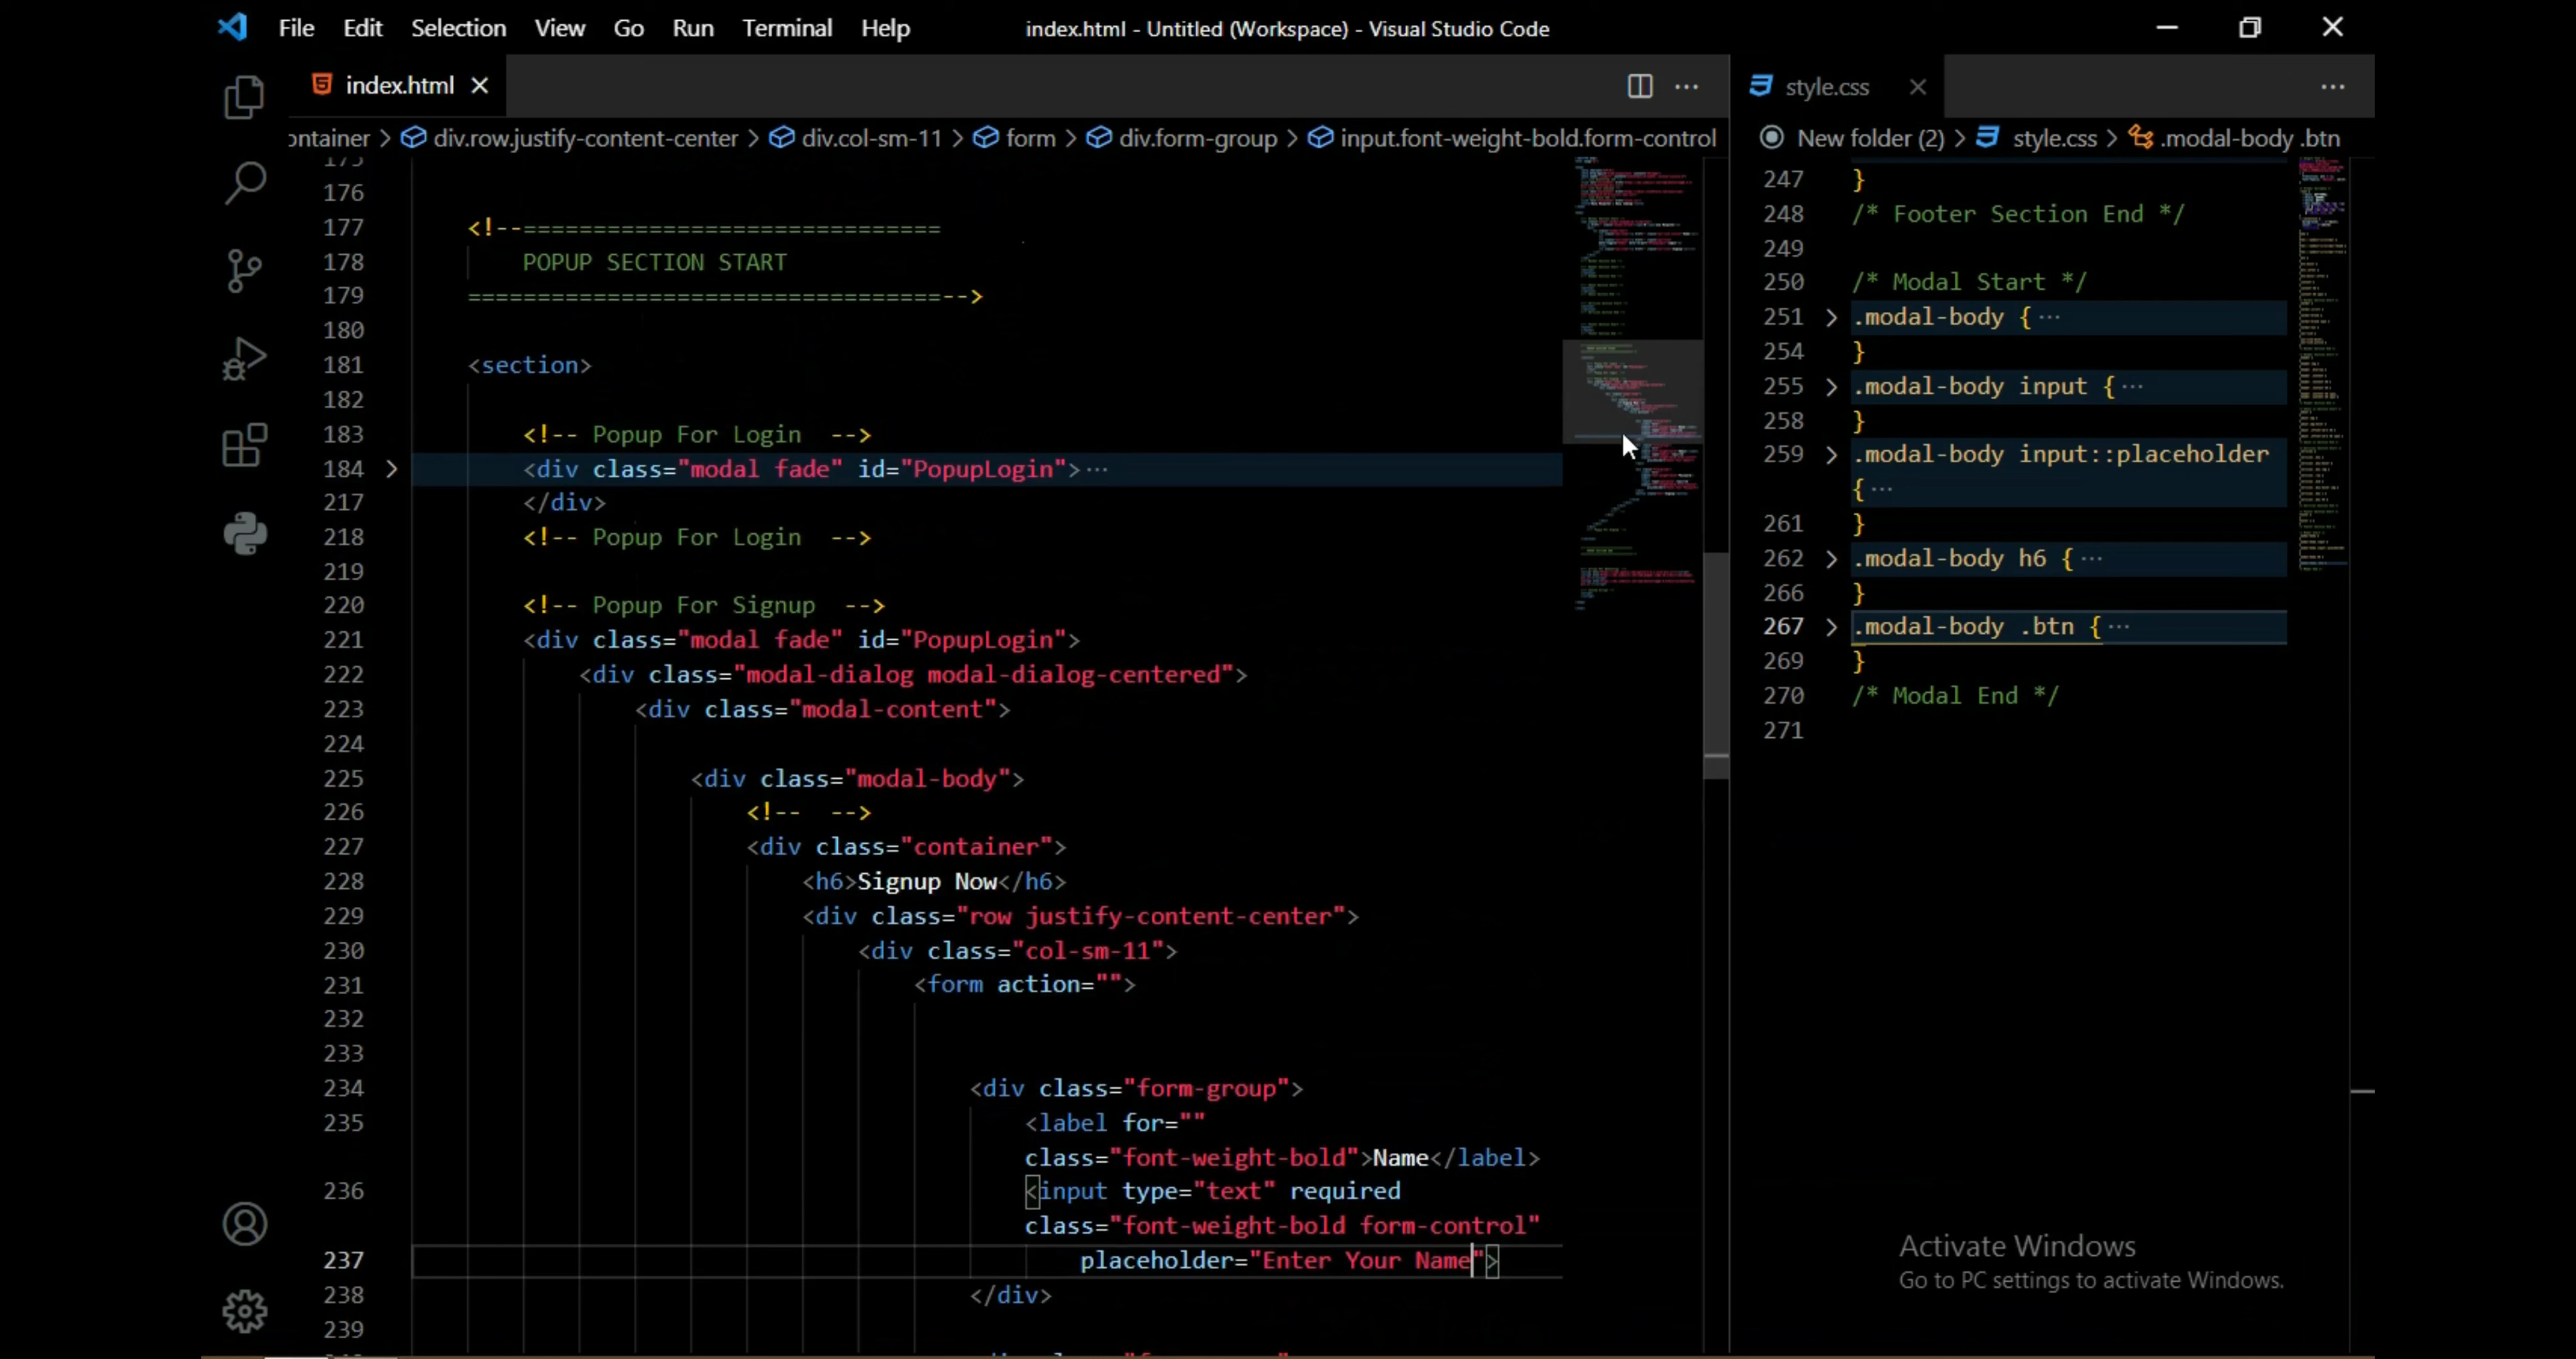 File Edit Selection View Go Run Terminal Help index.html - Untitled (Workspace) - Visual Studio Code
index.html
ontainer > div.row.justify-content-center > div.col-sm-11 > form > div.form-group > input.font-weight-bold.form-control
175
176
177 <!--==============================
178 POPUP SECTION START
179 ==================================-->
180
181 <section>
182
183 <!-- Popup For Login  -->
184 <div class="modal fade" id="PopupLogin">···
217 </div>
218 <!-- Popup For Login  -->
219
220 <!-- Popup For Signup  -->
221 <div class="modal fade" id="PopupLogin">
222 <div class="modal-dialog modal-dialog-centered">
223 <div class="modal-content">
224
225 <div class="modal-body">
226 <!--  -->
227 <div class="container">
228 <h6>Signup Now</h6>
229 <div class="row justify-content-center">
230 <div class="col-sm-11">
231 <form action="">
232
233
234 <div class="form-group">
235 <label for=""
class="font-weight-bold">Name</label>
236 <input type="text" required
class="font-weight-bold form-control"
237 placeholder="Enter Your Name">
238 </div>
239
style.css
New folder (2) > style.css > .modal-body .btn
247 }
248 /* Footer Section End */
249
250 /* Modal Start */
251 .modal-body {···
254 }
255 .modal-body input {···
258 }
259 .modal-body input::placeholder
{···
261 }
262 .modal-body h6 {···
266 }
267 .modal-body .btn {···
269 }
270 /* Modal End */
271
Activate Windows
Go to PC settings to activate Windows.